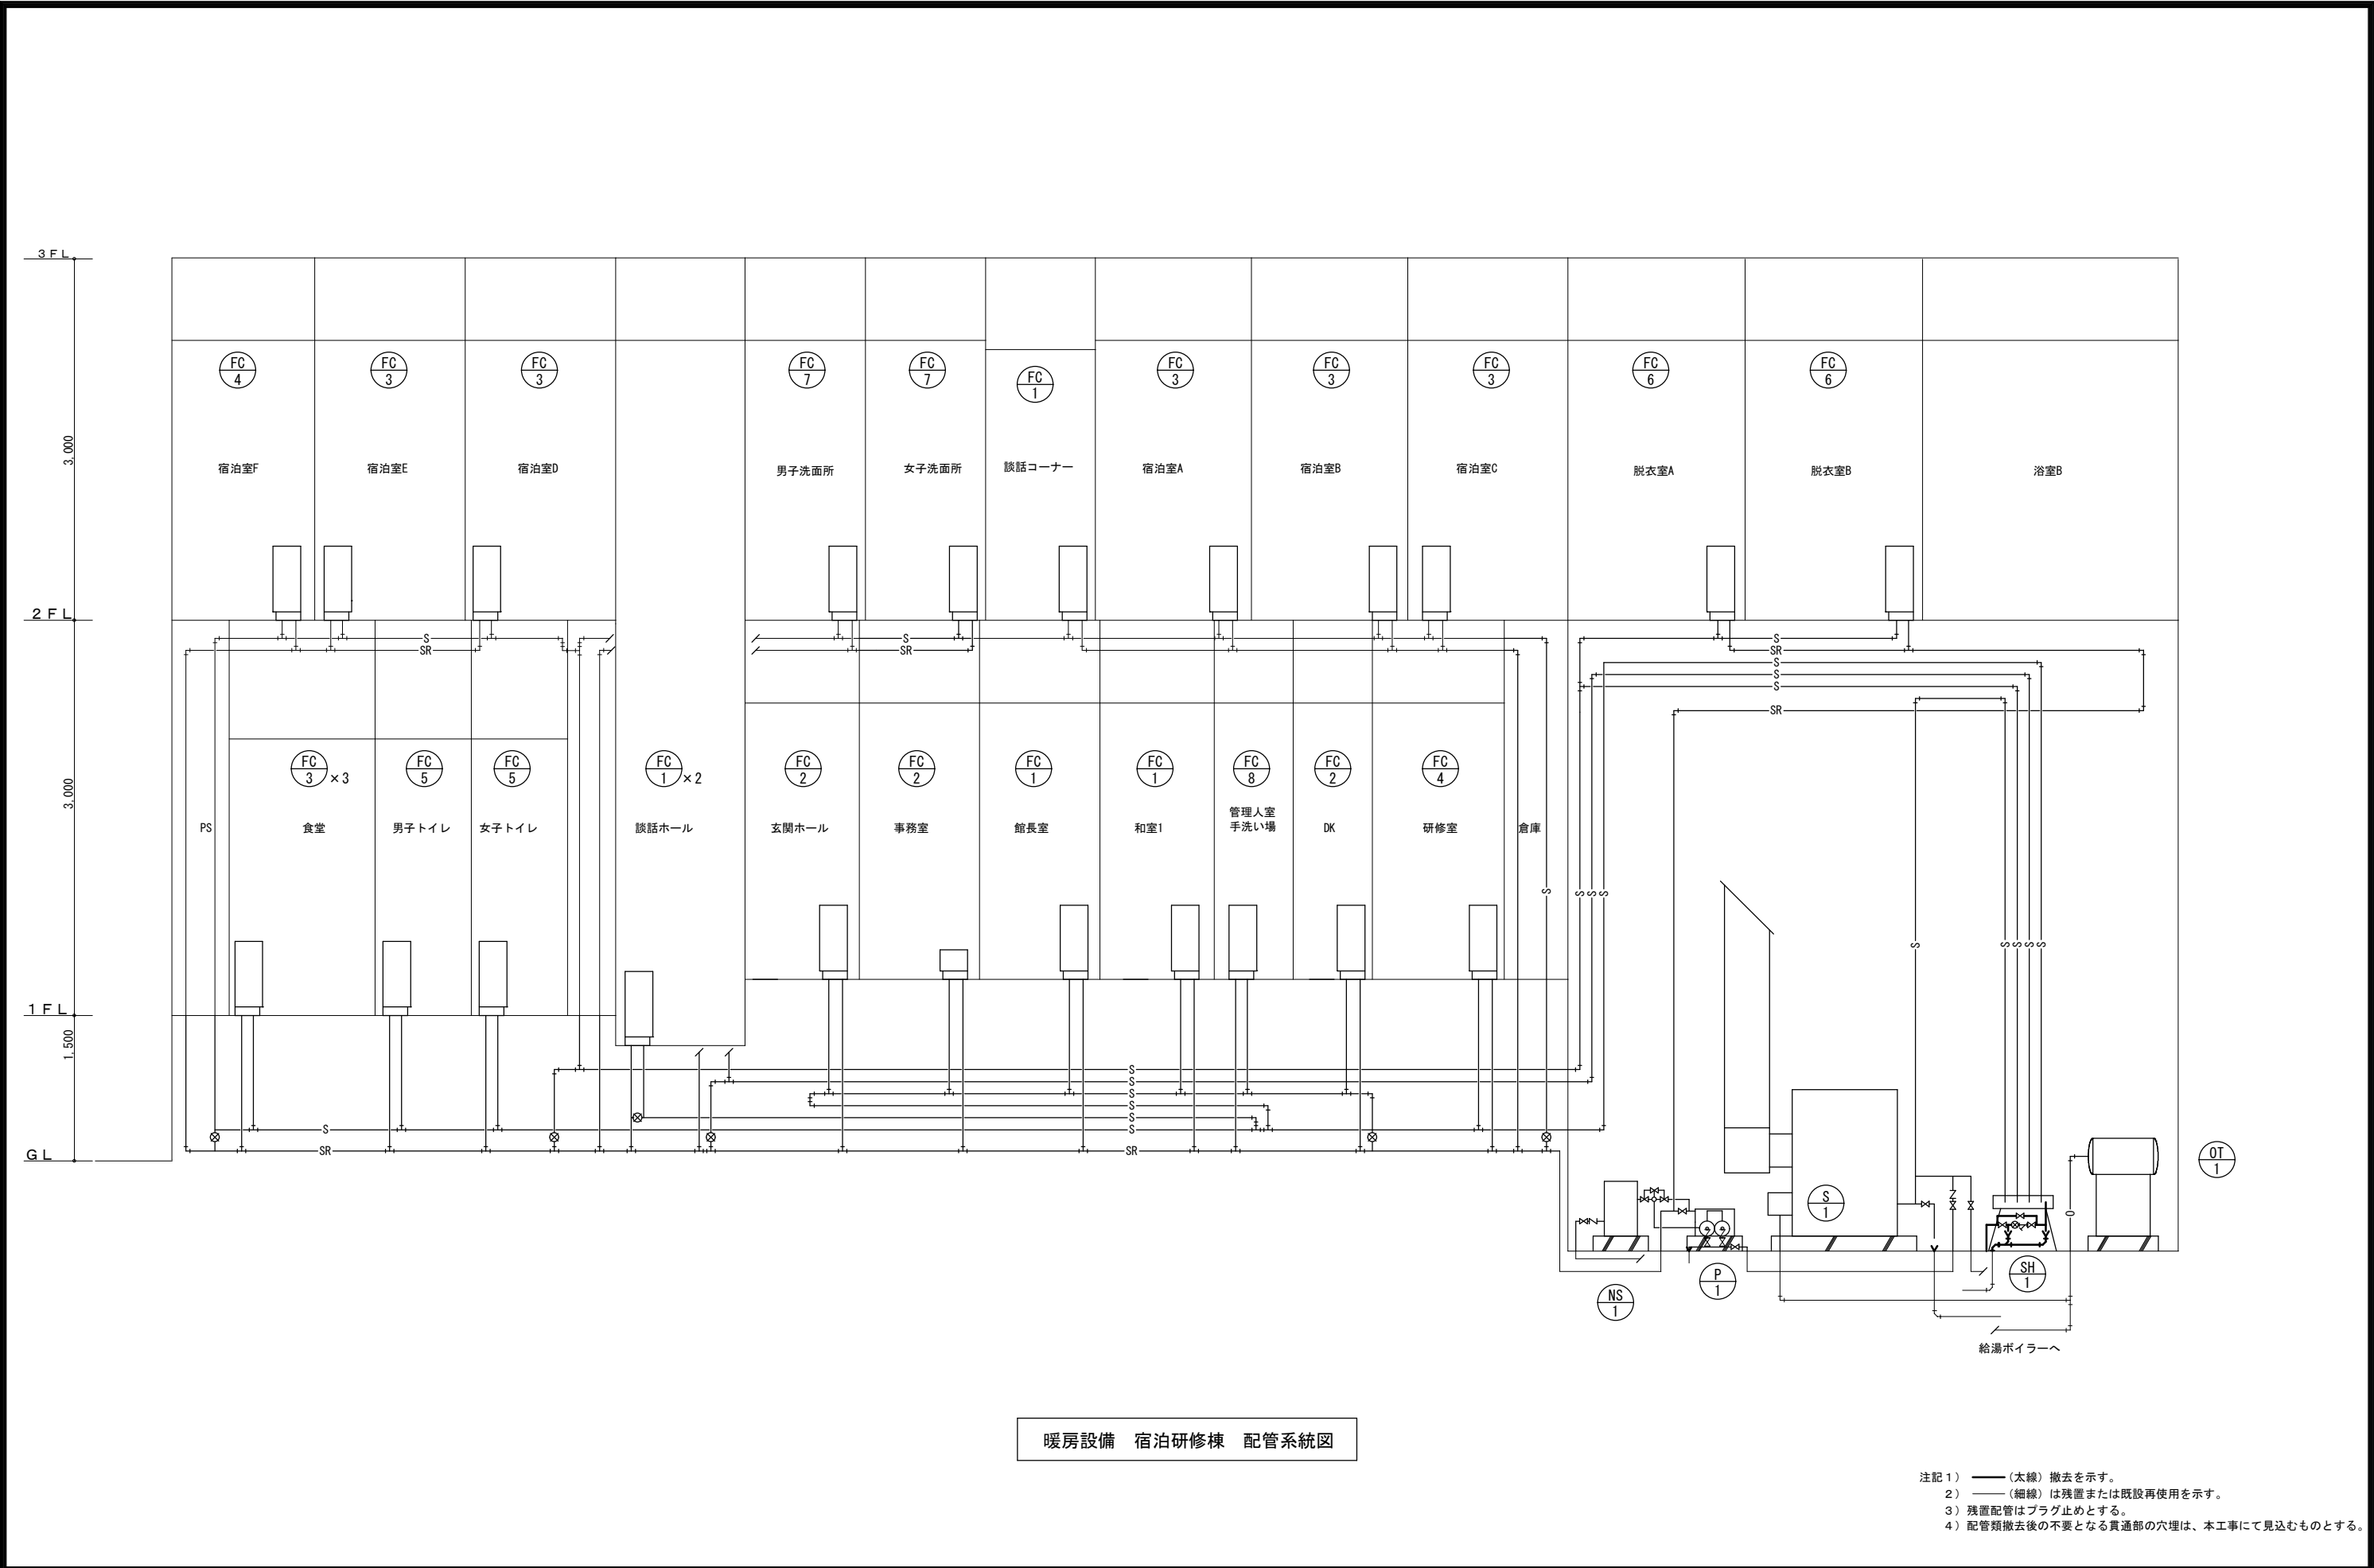 ３ＦＬ
FC
4
FC
3
FC
3
FC
7
FC
7
FC
1
FC
3
FC
3
FC
3
FC
6
FC
6
3,000
宿泊室F
宿泊室E
宿泊室D
男子洗面所
女子洗面所
談話コーナー
宿泊室A
宿泊室B
宿泊室C
脱衣室A
脱衣室B
浴室B
２ＦＬ
S
SR
S
SR
S
SR
S
S
S
SR
FC
3
×3
FC
5
FC
5
FC
1
×2
FC
2
FC
2
FC
1
FC
1
FC
8
FC
2
FC
4
3,000
PS
食堂
男子トイレ
女子トイレ
談話ホール
玄関ホール
事務室
館長室
和室1
管理人室
手洗い場
DK
研修室
倉庫
S
S
S
S
S
S
S
S
S
１ＦＬ
1,500
S
S
S
S
S
S
S
ＧＬ
SR
SR
OT
1
S
1
O
NS
1
P
1
SH
1
給湯ボイラーへ
暖房設備　宿泊研修棟　配管系統図
注記１）　（太線）撤去を示す。
２）　（細線）は残置または既設再使用を示す。
３）残置配管はプラグ止めとする。
４）配管類撤去後の不要となる貫通部の穴埋は、本工事にて見込むものとする。